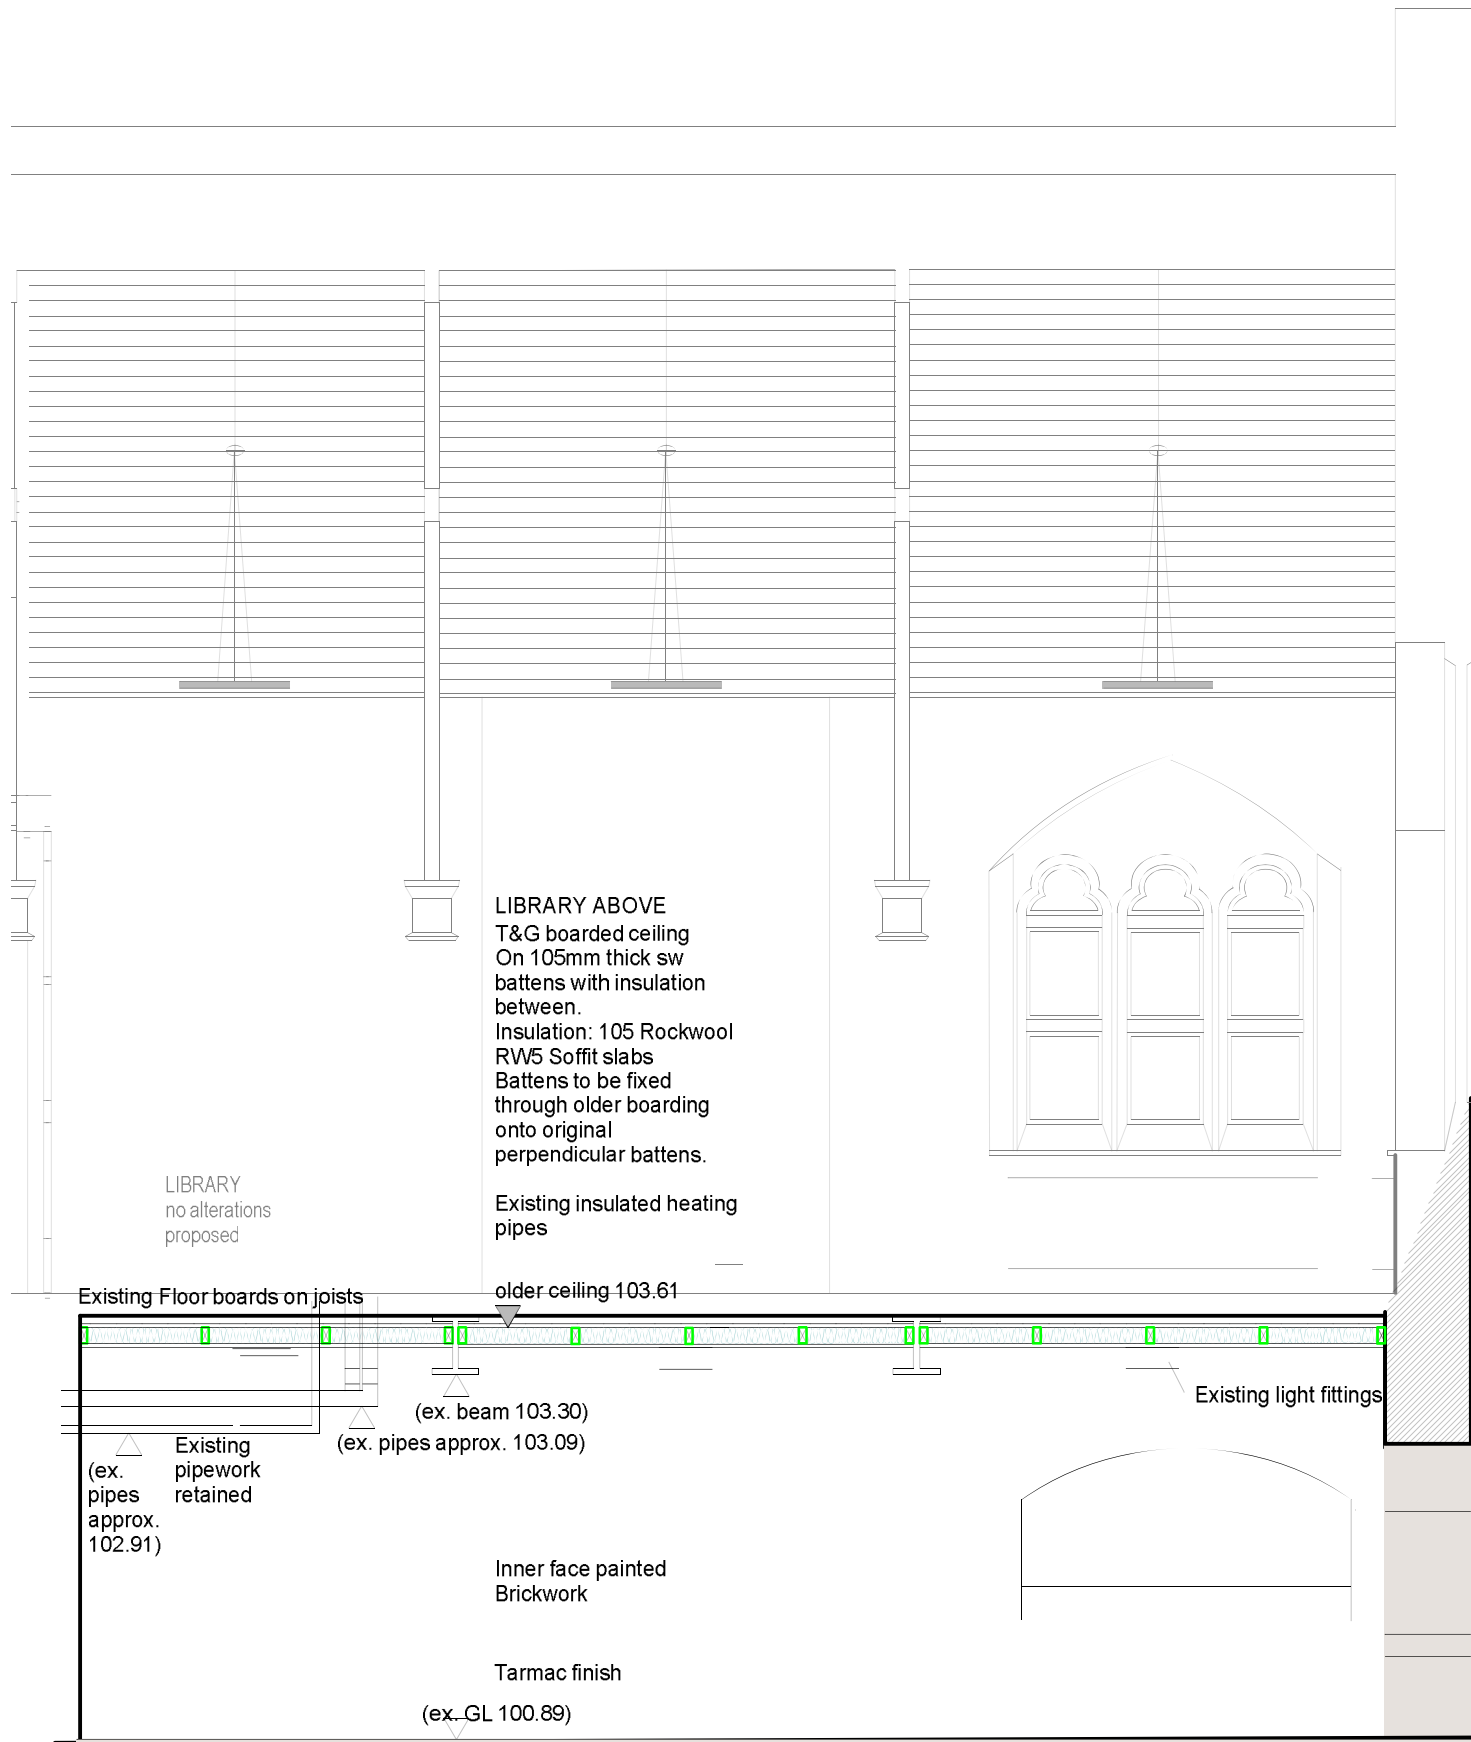 LIBRARY ABOVE
T&G boarded ceiling
On 105mm thick sw
battens with insulation
between.
Insulation: 105 Rockwool
RW5 Soffit slabs
Battens to be fixed
through older boarding
onto original
perpendicular battens.
Existing insulated heating
pipes
LIBRARY
no alterations
proposed
older ceiling 103.61
Existing Floor boards on joists
Existing light fittings
(ex. beam 103.30)
(ex. pipes approx. 103.09)
Existing
pipework
retained
(ex.
pipes
approx.
102.91)
Inner face painted
Brickwork
Tarmac finish
(ex. GL 100.89)